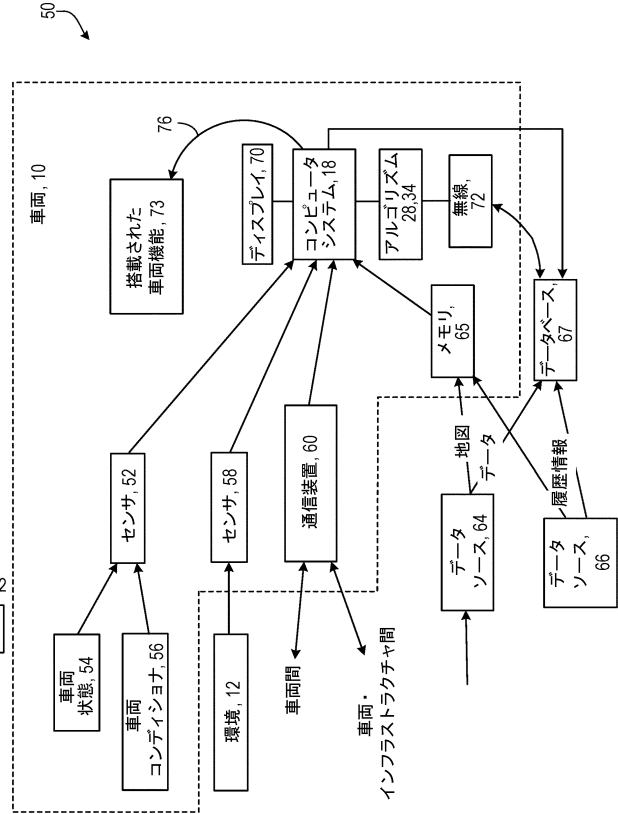 50
車両, 10
76
搭載された
車両機能, 73
ディスプレイ, 70
コンピュータ
システム, 18
アルゴリズム
28,34
無線,
72
センサ, 52
センサ, 58
通信装置, 60
メモリ,
65
データベース,
67
車両
状態, 54
車両
コンディショナ, 56
環境, 12
車両間
車両・
インフラストラクチャ間
地図
データ
履歴情報
データ
ソース, 64
データ
ソース,
66
2